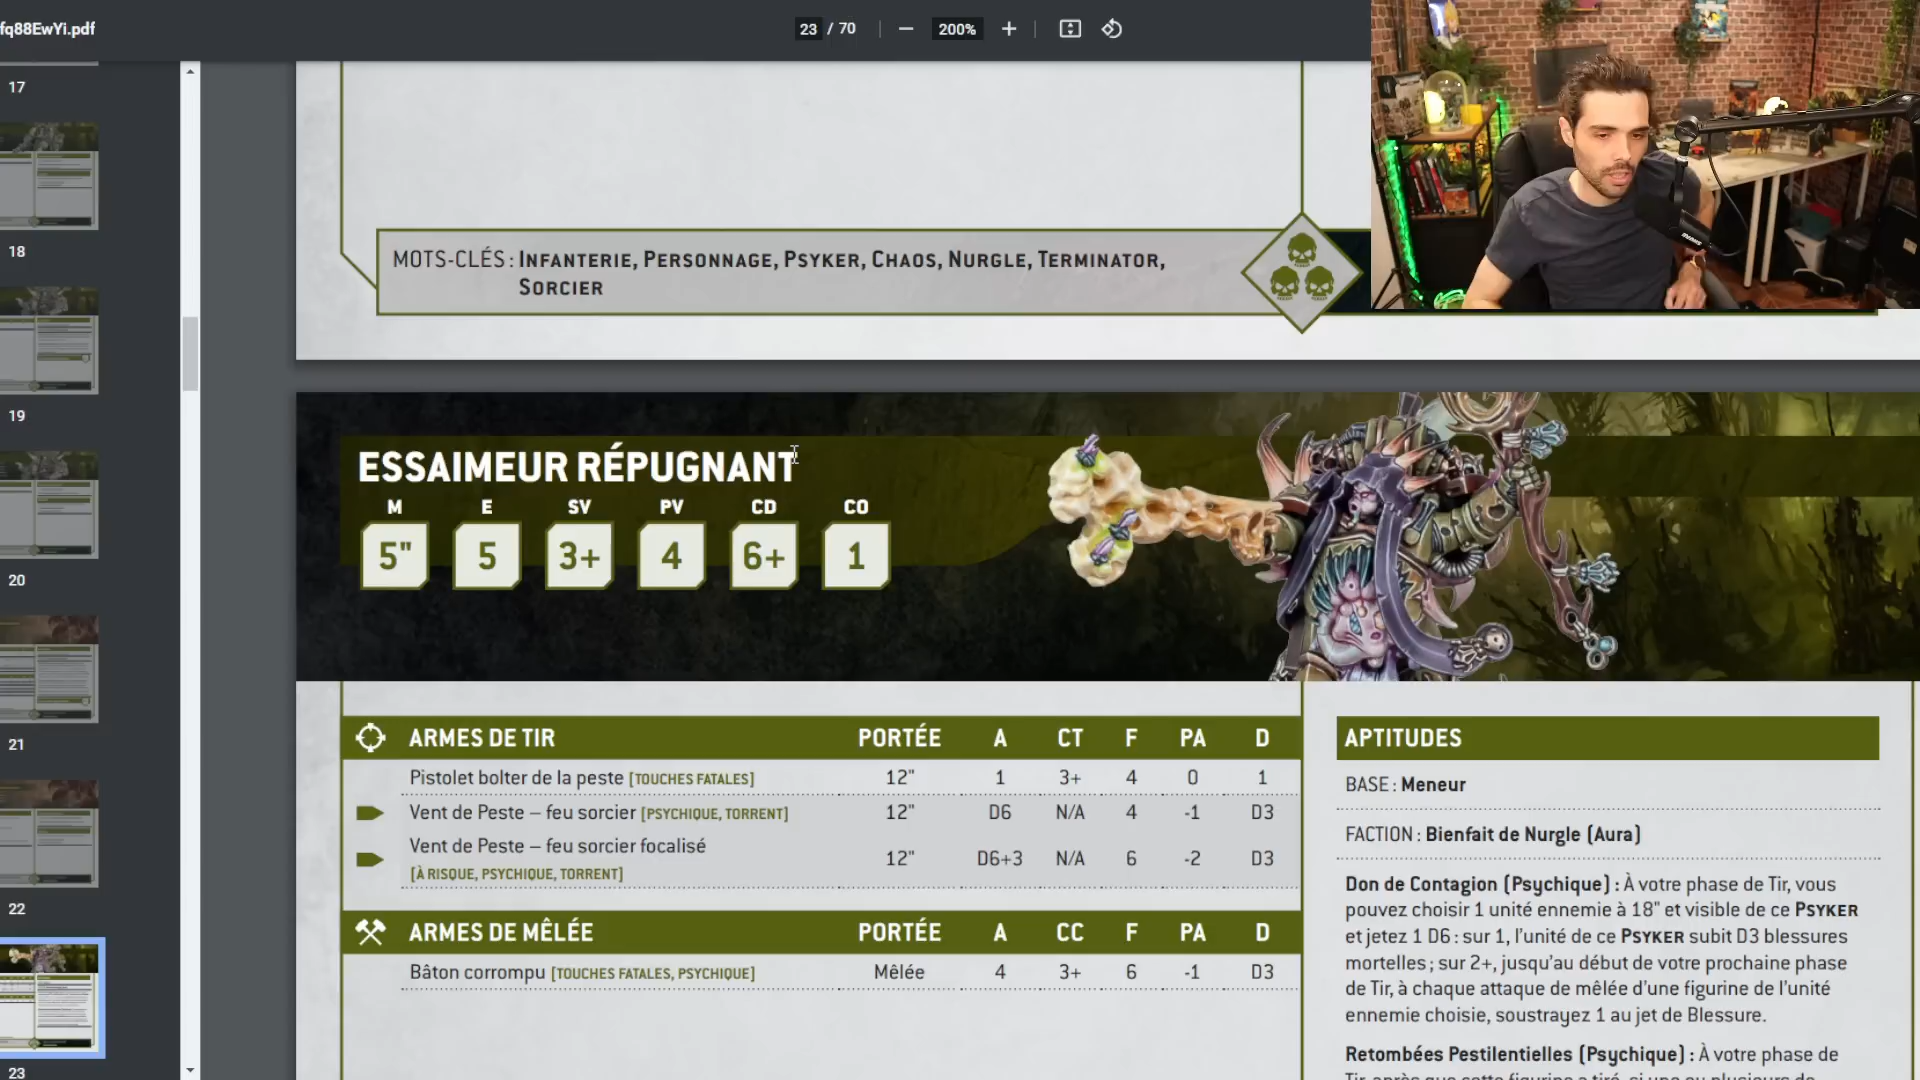 fq88EwYi.pdf
23 / 70
200%
17
18
19
20
21
22
23
MOTS-CLÉS : INFANTERIE, PERSONNAGE, PSYKER, CHAOS, NURGLE, TERMINATOR,
SORCIER
ESSAIMEUR RÉPUGNANT
M E SV PV CD CO
5" 5 3+ 4 6+ 1
ARMES DE TIR PORTÉE A CT F PA D
Pistolet bolter de la peste [TOUCHES FATALES] 12" 1 3+ 4 0 1
Vent de Peste – feu sorcier [PSYCHIQUE, TORRENT] 12" D6 N/A 4 -1 D3
Vent de Peste – feu sorcier focalisé
[À RISQUE, PSYCHIQUE, TORRENT] 12" D6+3 N/A 6 -2 D3
ARMES DE MÊLÉE PORTÉE A CC F PA D
Bâton corrompu [TOUCHES FATALES, PSYCHIQUE] Mêlée 4 3+ 6 -1 D3
APTITUDES
BASE : Meneur
FACTION : Bienfait de Nurgle (Aura)
Don de Contagion (Psychique) : À votre phase de Tir, vous
pouvez choisir 1 unité ennemie à 18" et visible de ce PSYKER
et jetez 1 D6 : sur 1, l'unité de ce PSYKER subit D3 blessures
mortelles ; sur 2+, jusqu'au début de votre prochaine phase
de Tir, à chaque attaque de mêlée d'une figurine de l'unité
ennemie choisie, soustrayez 1 au jet de Blessure.
Retombées Pestilentielles (Psychique) : À votre phase de